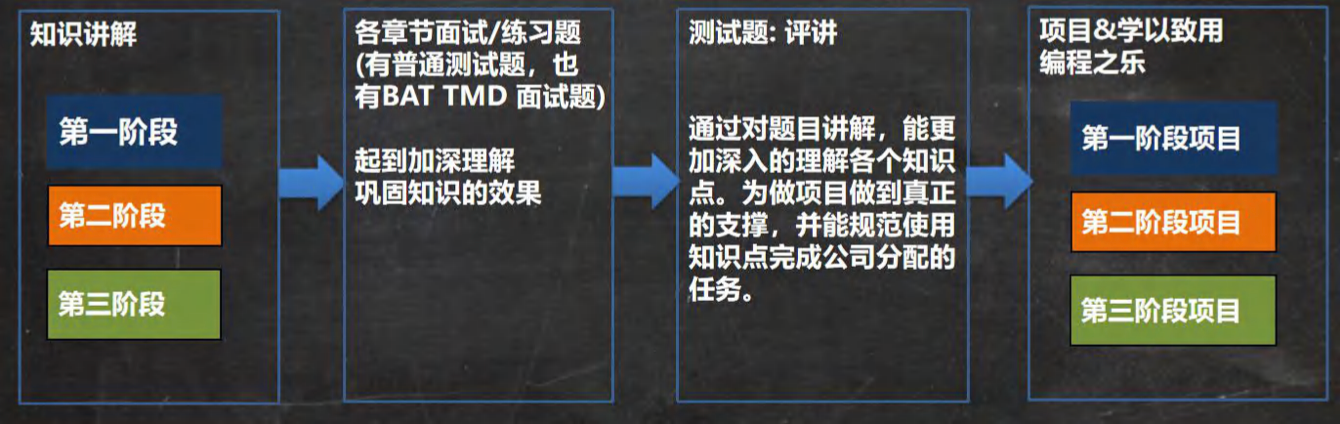 知识讲解
第一阶段
第二阶段
第三阶段
各章节面试/练习题
(有普通测试题，也
有BAT TMD 面试题)
起到加深理解
巩固知识的效果
测试题: 评讲
通过对题目讲解，能更
加深入的理解各个知识
点。为做项目做到真正
的支撑，并能规范使用
知识点完成公司分配的
任务。
项目&学以致用
编程之乐
第一阶段项目
第二阶段项目
第三阶段项目